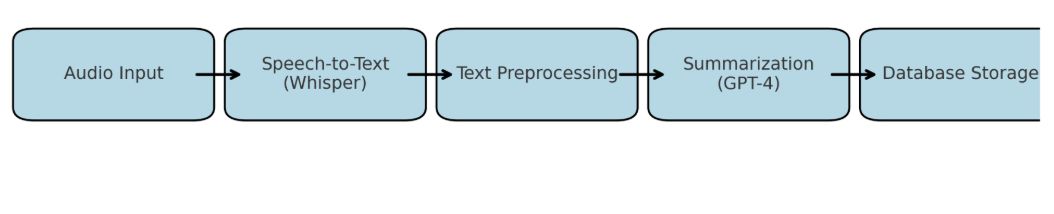 Audio Input
Speech-to-Text
(Whisper)
Text Preprocessing
Summarization
(GPT-4)
Database Storage